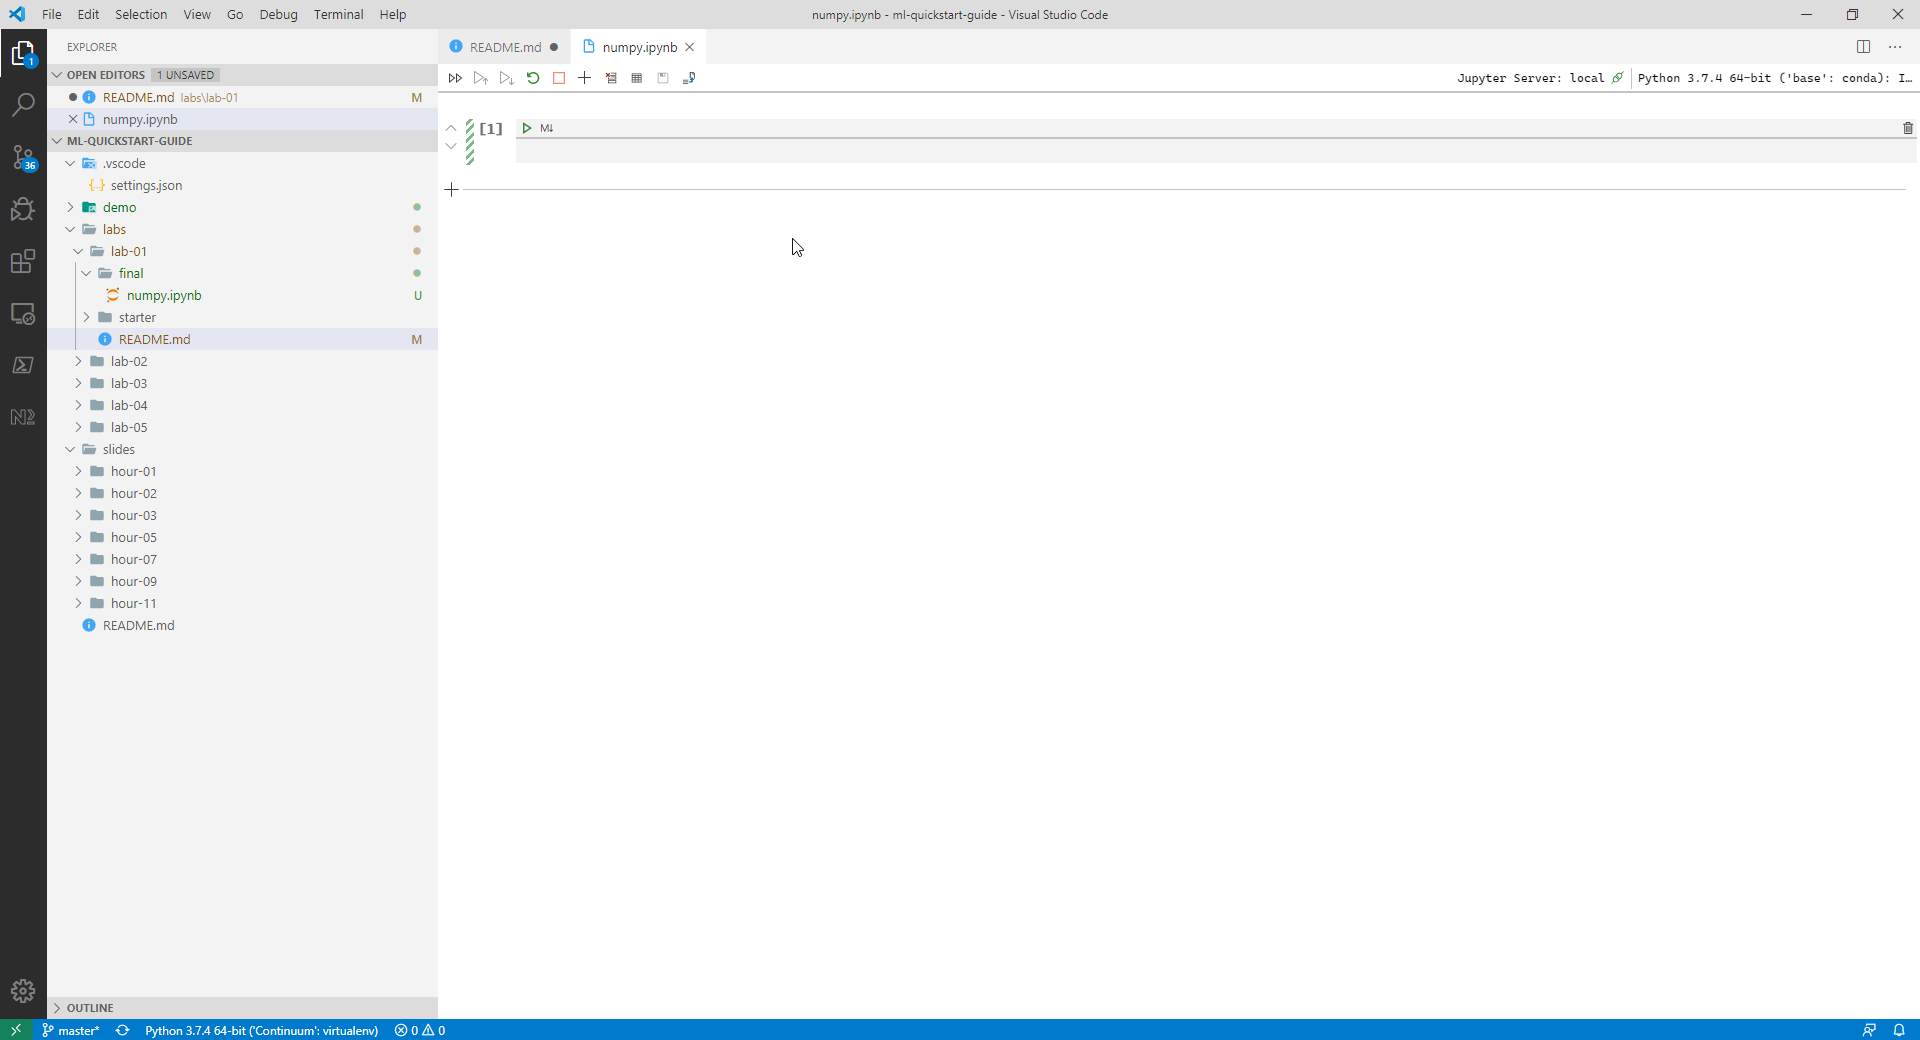 File Edit Selection View Go Debug Terminal Help
numpy.ipynb - ml-quickstart-guide - Visual Studio Code
EXPLORER
OPEN EDITORS 1 UNSAVED
README.md labs\lab-01 M
numpy.ipynb
ML-QUICKSTART-GUIDE
.vscode
settings.json
demo
labs
lab-01
final
numpy.ipynb U
starter
README.md M
lab-02
lab-03
lab-04
lab-05
slides
hour-01
hour-02
hour-03
hour-05
hour-07
hour-09
hour-11
README.md
OUTLINE
1
36
README.md
numpy.ipynb
Jupyter Server: local
Python 3.7.4 64-bit ('base': conda): I…
[1]
M↓
master*
Python 3.7.4 64-bit ('Continuum': virtualenv)
0 0